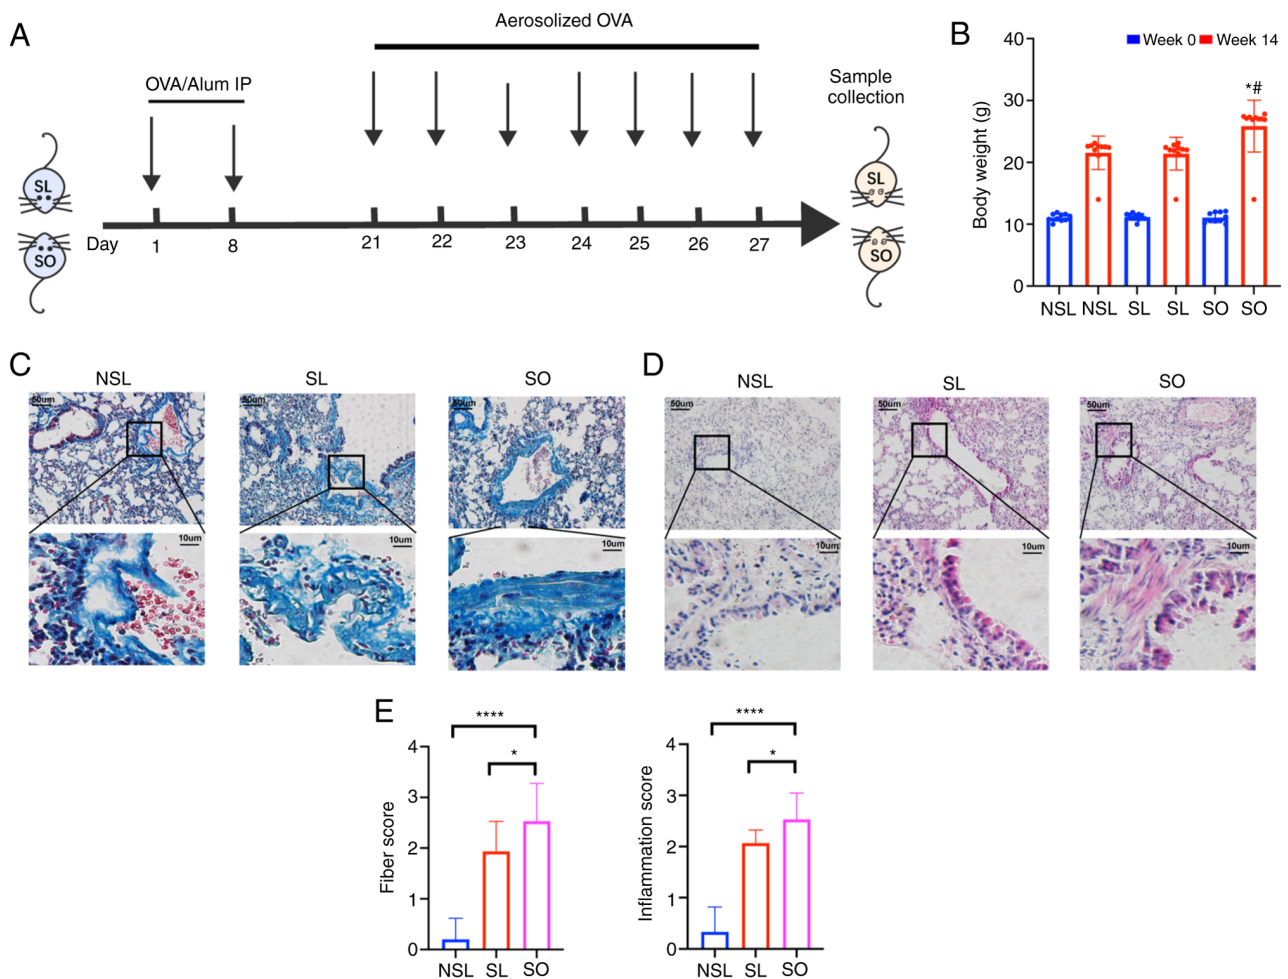 A
Aerosolized OVA
OVA/Alum IP
Sample
collection
SL
SO
Day
1
8
21
22
23
24
25
26
27
SL
SO
B
Week 0
Week 14
Body weight (g)
40
30
20
10
0
*#
NSL
NSL
SL
SL
SO
SO
C
NSL
SL
SO
50um
50um
50um
10um
10um
10um
D
NSL
SL
SO
50um
50um
50um
10um
10um
10um
E
Fiber score
4
3
2
1
0
****
*
NSL
SL
SO
Inflammation score
4
3
2
1
0
****
*
NSL
SL
SO